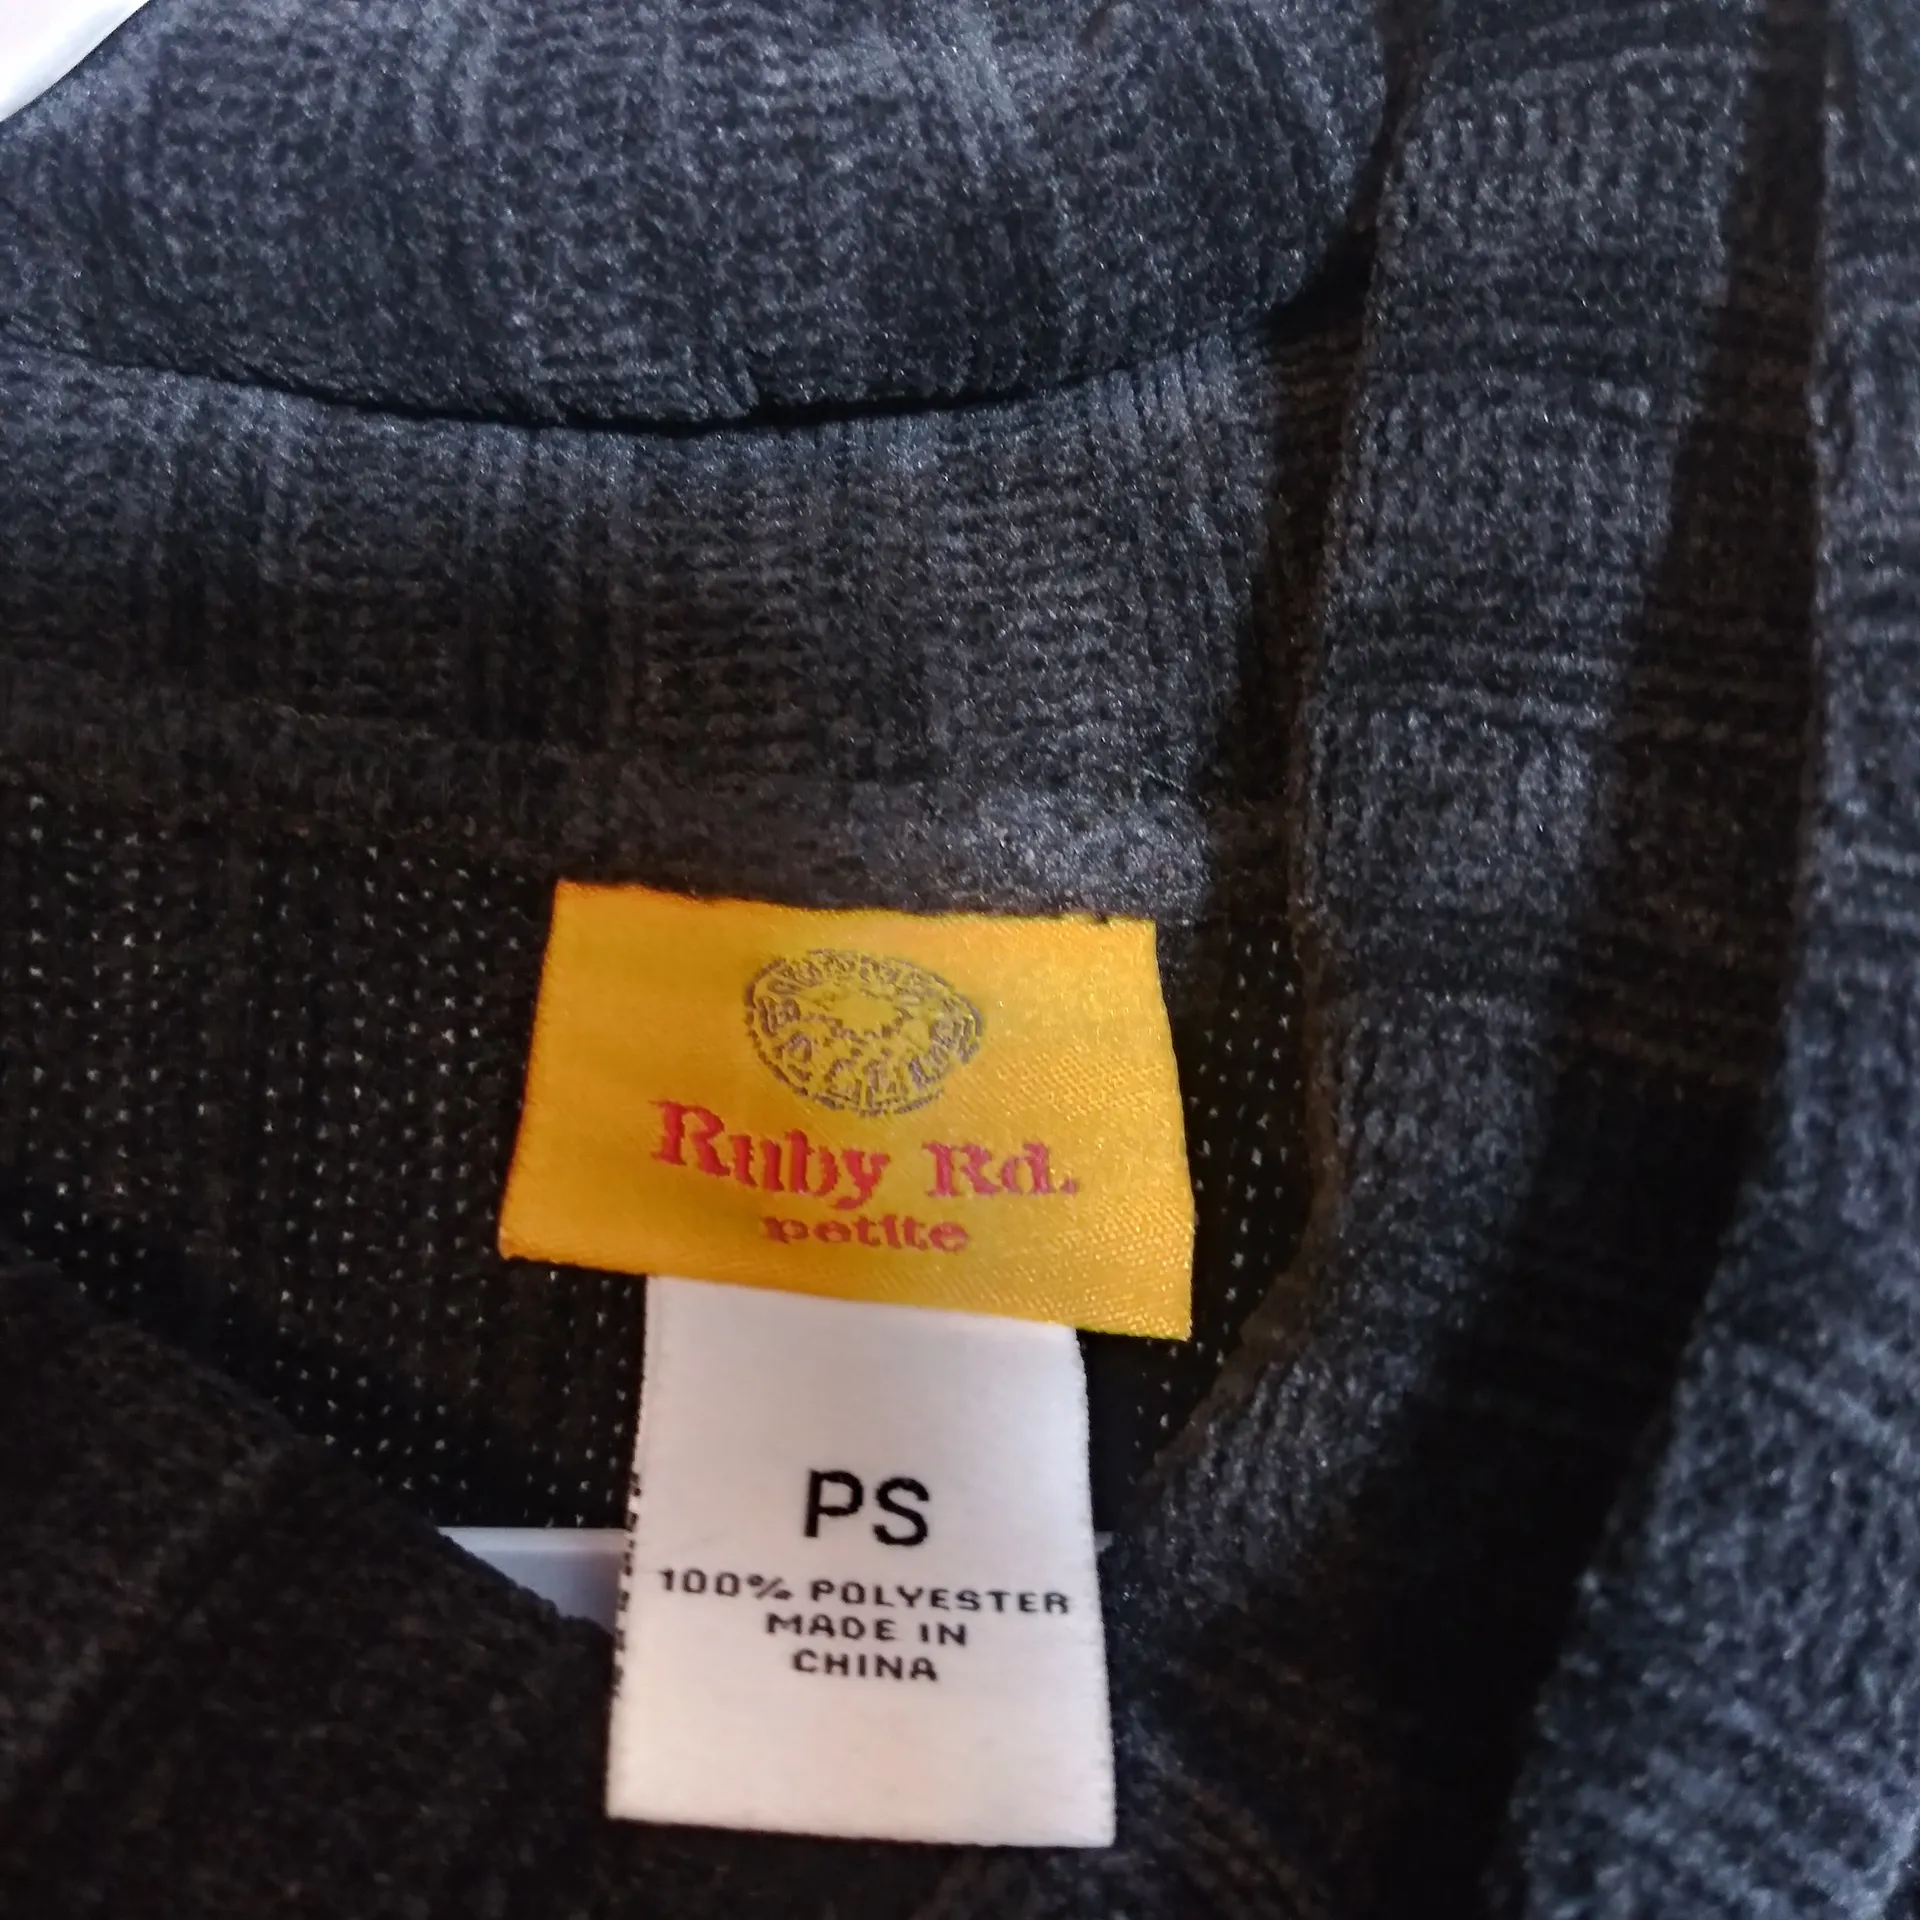 Ruby Rd.
petite
PS
100% POLYESTER
MADE IN
CHINA